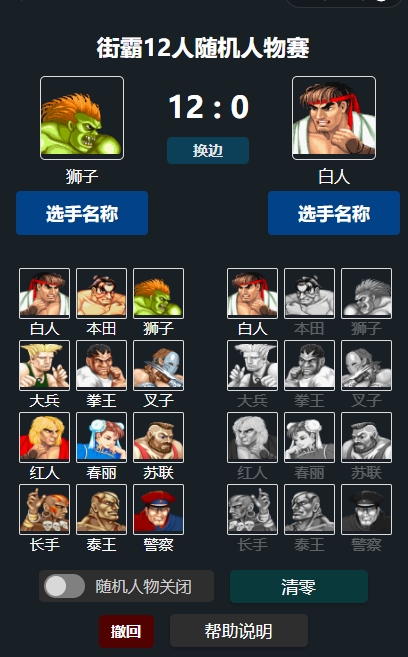 街霸12人随机人物赛
12 : 0
换边
狮子 白人
选手名称 选手名称
白人 本田 狮子 白人 本田 狮子
大兵 拳王 叉子 大兵 拳王 叉子
红人 春丽 苏联 红人 春丽 苏联
长手 泰王 警察 长手 泰王 警察
随机人物关闭 清零
撤回 帮助说明